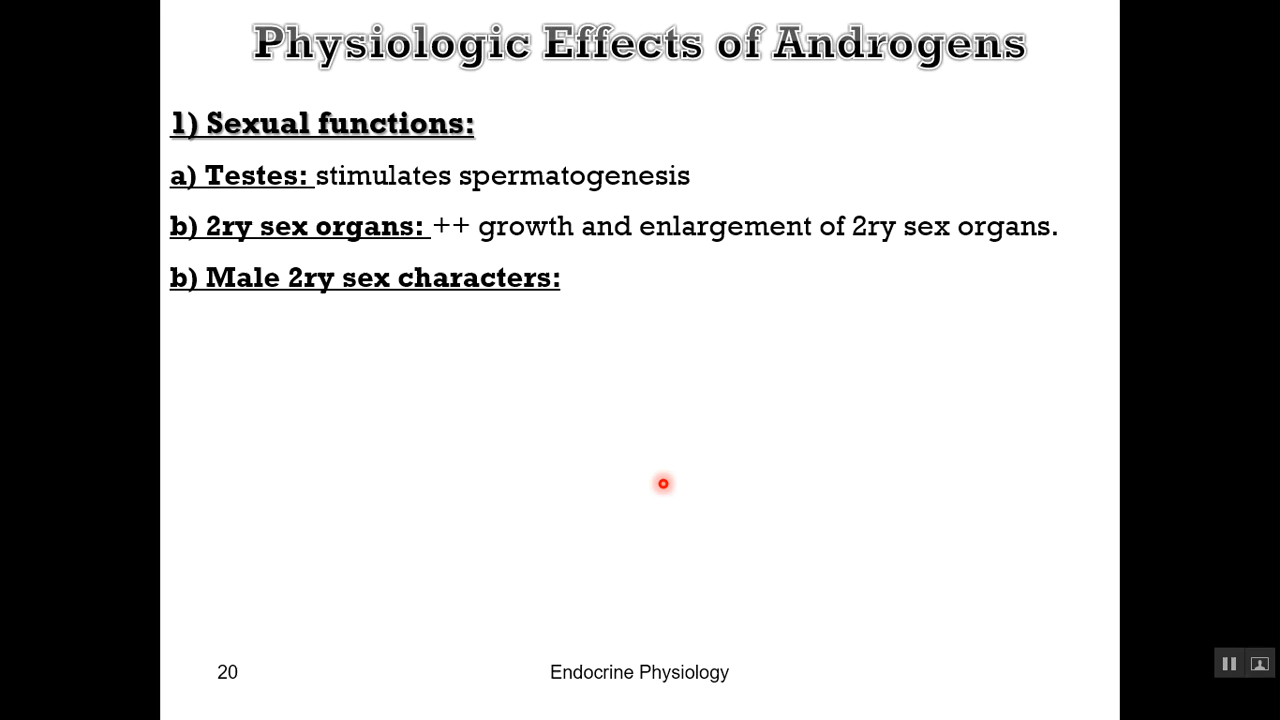 Physiologic Effects of Androgens
1) Sexual functions:
a) Testes: stimulates spermatogenesis
b) 2ry sex organs: ++ growth and enlargement of 2ry sex organs.
b) Male 2ry sex characters:
20
Endocrine Physiology